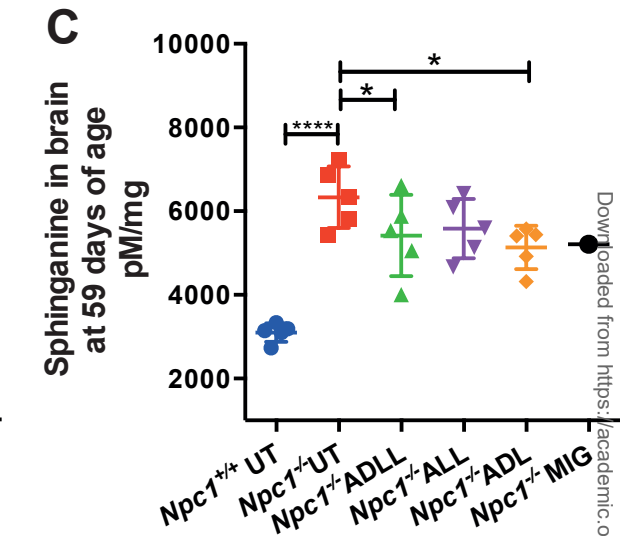 C
Sphinganine in brain
at 59 days of age
pM/mg
10000
8000
6000
4000
2000
****
*
*
Npc1+/+ UT
Npc1-/-UT
Npc1-/-ADLL
Npc1-/-ALL
Npc1-/-ADL
Npc1-/-MIG
Downloaded from https://academic.o